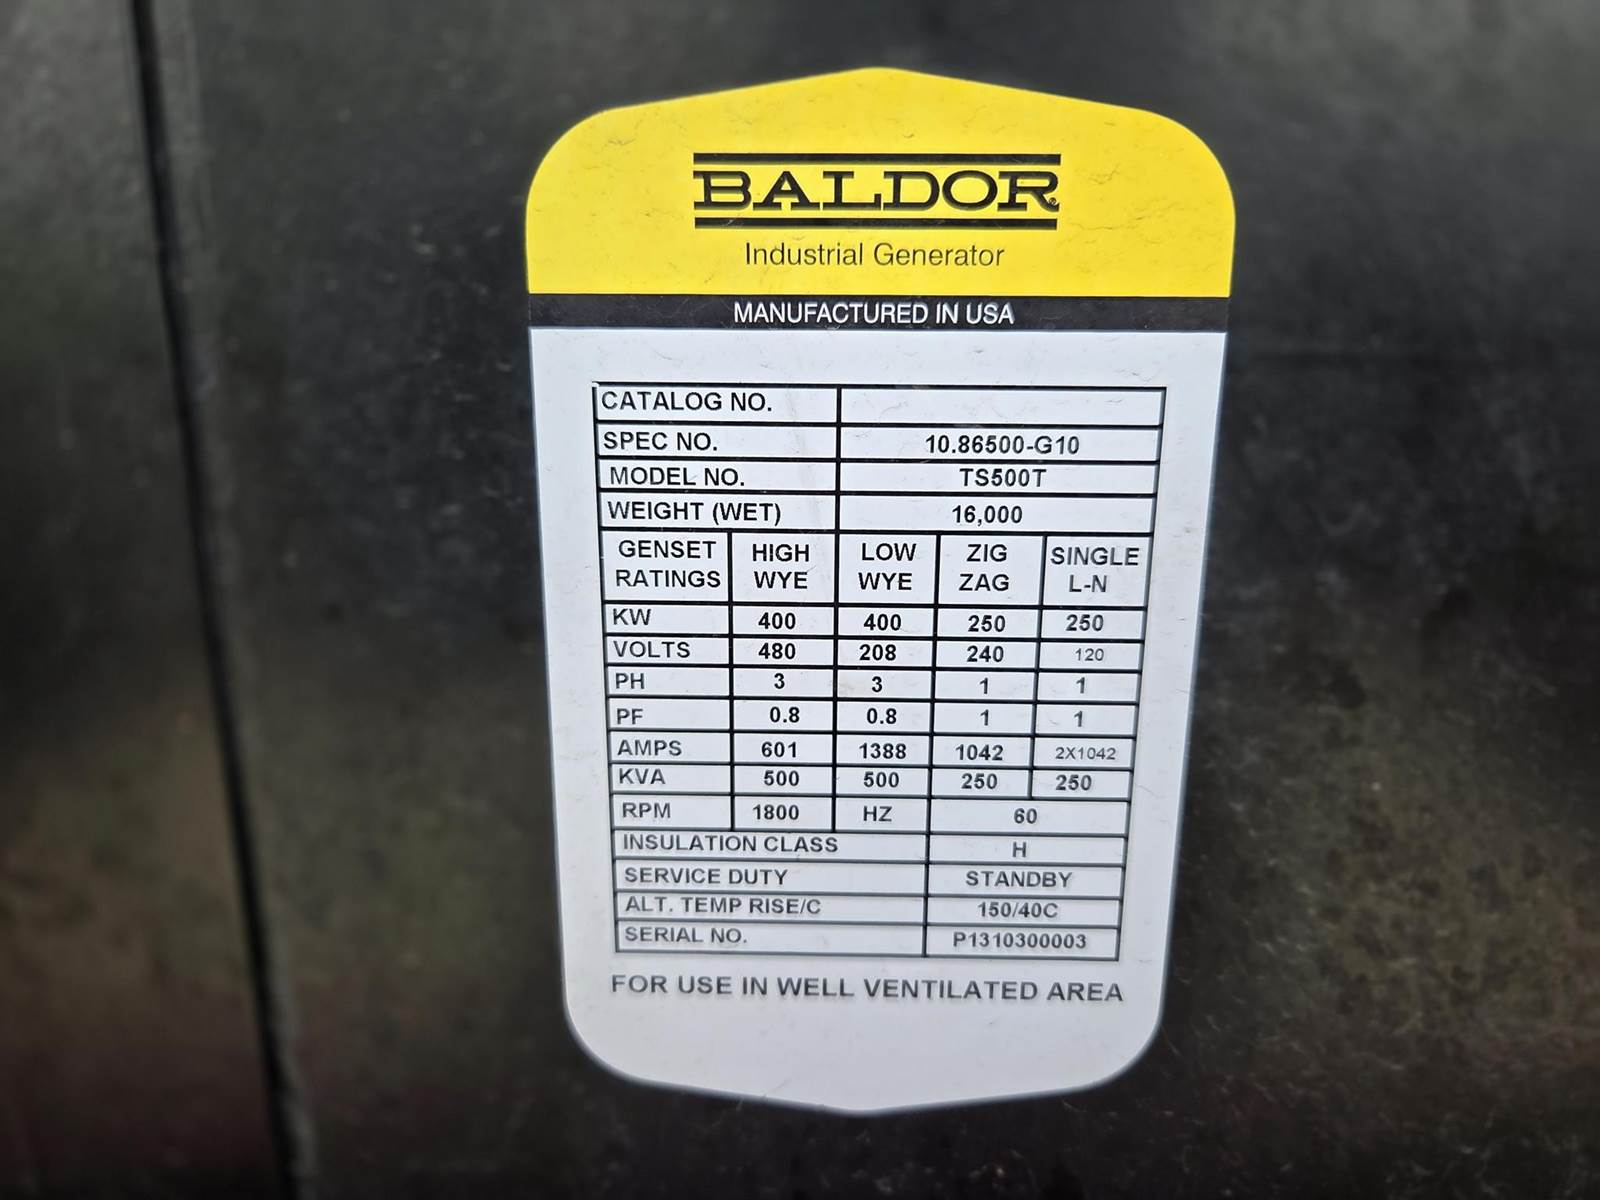 BALDOR
Industrial Generator
MANUFACTURED IN USA
CATALOG NO.
SPEC NO. 10.86500-G10
MODEL NO. TS500T
WEIGHT (WET) 16,000
GENSET RATINGS HIGH WYE LOW WYE ZIG ZAG SINGLE L-N
KW 400 400 250 250
VOLTS 480 208 240 120
PH 3 3 1 1
PF 0.8 0.8 1 1
AMPS 601 1388 1042 2X1042
KVA 500 500 250 250
RPM 1800 HZ 60
INSULATION CLASS H
SERVICE DUTY STANDBY
ALT. TEMP RISE/C 150/40C
SERIAL NO. P1310300003
FOR USE IN WELL VENTILATED AREA